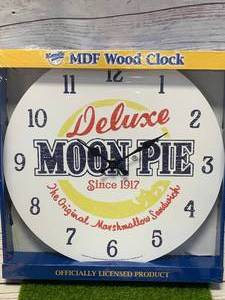 MDF Wood Clock
12
11
1
10
2
Deluxe
9
MOON PIE
3
Since 1917
8
4
The Original Marshmallow Sandwich
7
5
6
OFFICIALLY LICENSED PRODUCT